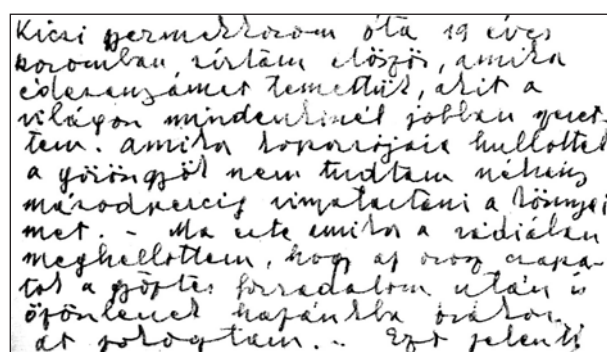 Kicsi gyermekkorom óta 19 éves
koromban sírtam először, amikor
édesanyámat temettük, akit a
világon mindenkinél jobban szeret-
tem. Amikor koporsójára hullottak
a göröngyök nem tudtam néhány
másodpercig visszatartani a könnyei-
met. - Ma este amikor a rádióban
meghallottam, hogy az orosz csapa-
tok a győztes forradalom után is
özönlenek hazánkba órákon
át zokogtam. . Ezt jelenti